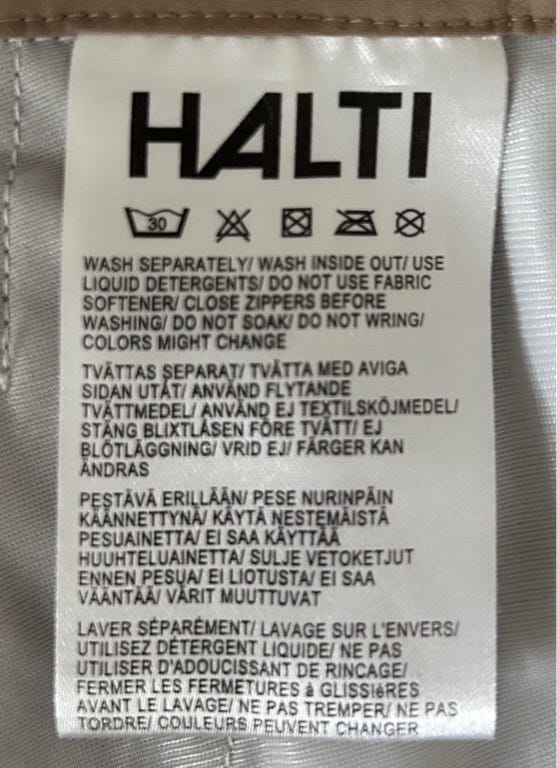 HALTI
30
WASH SEPARATELY/ WASH INSIDE OUT/ USE
LIQUID DETERGENTS/ DO NOT USE FABRIC
SOFTENER/ CLOSE ZIPPERS BEFORE
WASHING/ DO NOT SOAK/ DO NOT WRING/
COLORS MIGHT CHANGE
TVÄTTAS SEPARAT/ TVÄTTA MED AVIGA
SIDAN UTÅT/ ANVÄND FLYTANDE
TVÄTTMEDEL/ ANVÄND EJ TEXTILSKÖJMEDEL/
STÄNG BLIXTLÅSEN FÖRE TVÄTT/ EJ
BLÖTLÄGGNING/ VRID EJ/ FÄRGER KAN
ÄNDRAS
PESTÄVÄ ERILLÄÄN/ PESE NURINPÄIN
KÄÄNNETTYNÄ/ KÄYTÄ NESTEMÄISTÄ
PESUAINETTA/ EI SAA KÄYTTÄÄ
HUUHTELUAINETTA/ SULJE VETOKETJUT
ENNEN PESUA/ EI LIOTUSTA/ EI SAA
VÄÄNTÄÄ/ VÄRIT MUUTTUVAT
LAVER SÉPARÉMENT/ LAVAGE SUR L'ENVERS/
UTILISEZ DÉTERGENT LIQUIDE/ NE PAS
UTILISER D'ADOUCISSANT DE RINCAGE/
FERMER LES FERMETURES à GLISSIèRES
AVANT LE LAVAGE/ NE PAS TREMPER/ NE PAS
TORDRE/ COULEURS PEUVENT CHANGER